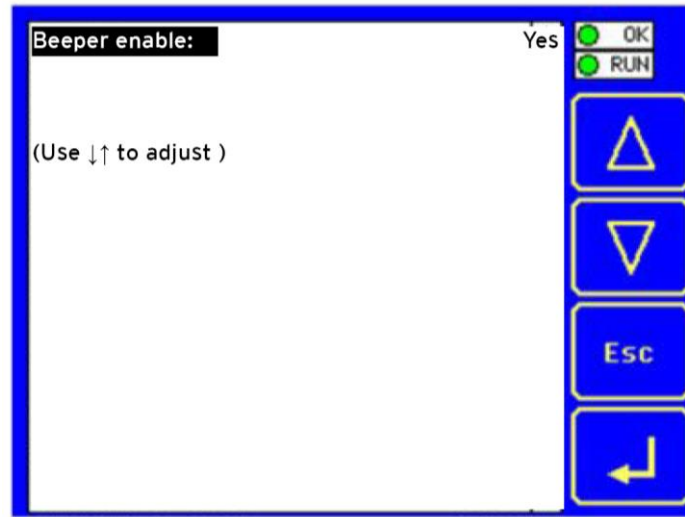 Beeper enable: Yes
OK
RUN
(Use ↓↑ to adjust )
Esc